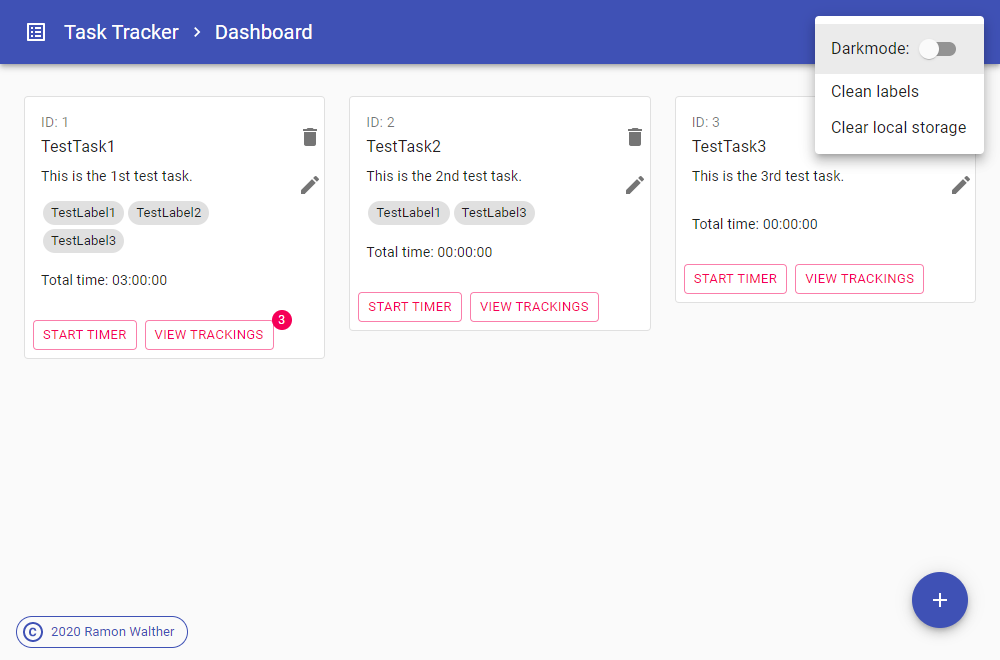 Task Tracker > Dashboard
Darkmode:
Clean labels
Clear local storage
ID: 1
TestTask1
This is the 1st test task.
TestLabel1 TestLabel2
TestLabel3
Total time: 03:00:00
START TIMER VIEW TRACKINGS 3
ID: 2
TestTask2
This is the 2nd test task.
TestLabel1 TestLabel3
Total time: 00:00:00
START TIMER VIEW TRACKINGS
ID: 3
TestTask3
This is the 3rd test task.
Total time: 00:00:00
START TIMER VIEW TRACKINGS
© 2020 Ramon Walther